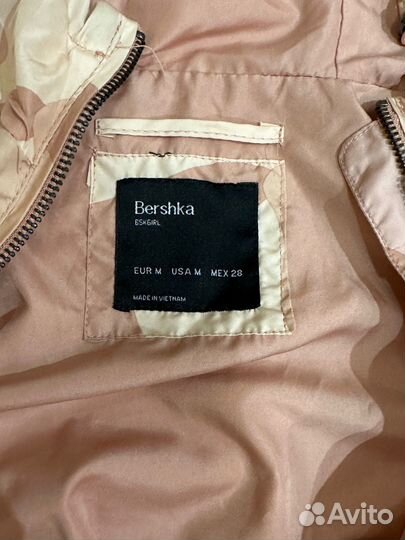 Bershka
BSKGIRL
EUR M USA M MEX 28
MADE IN VIETNAM
Avito